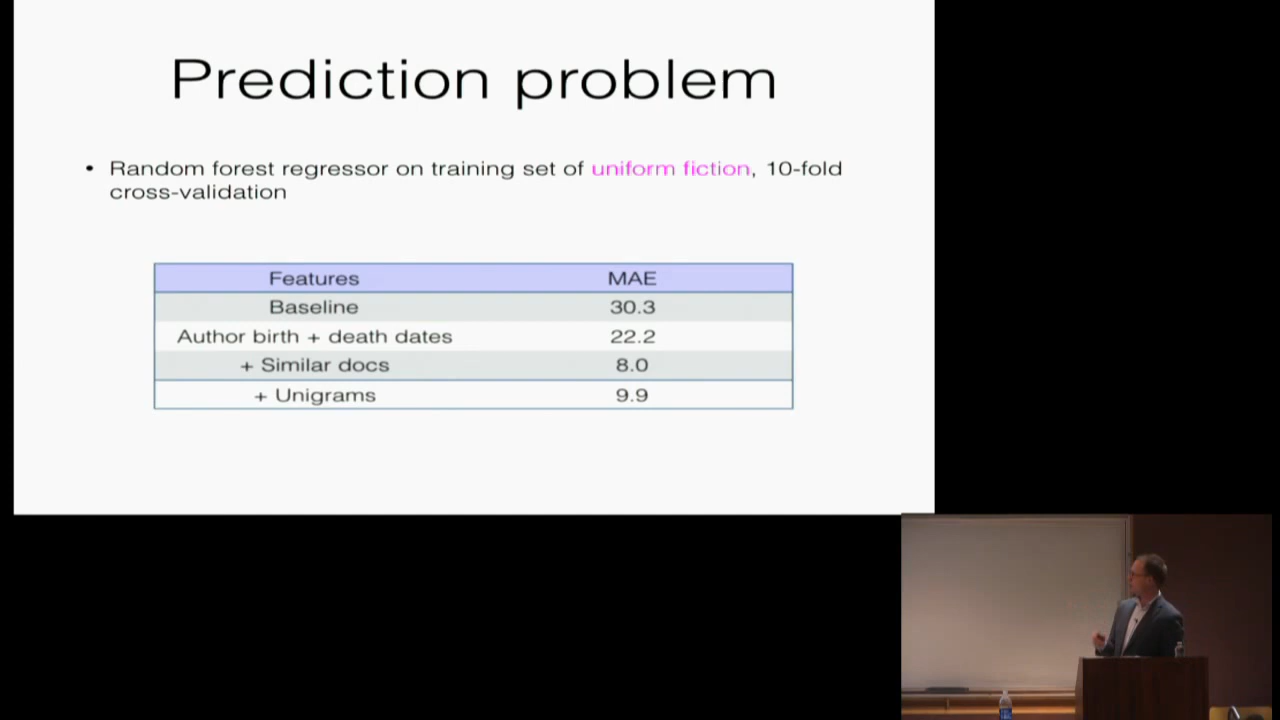 Prediction problem
• Random forest regressor on training set of uniform fiction, 10-fold
cross-validation
Features MAE
Baseline 30.3
Author birth + death dates 22.2
+ Similar docs 8.0
+ Unigrams 9.9